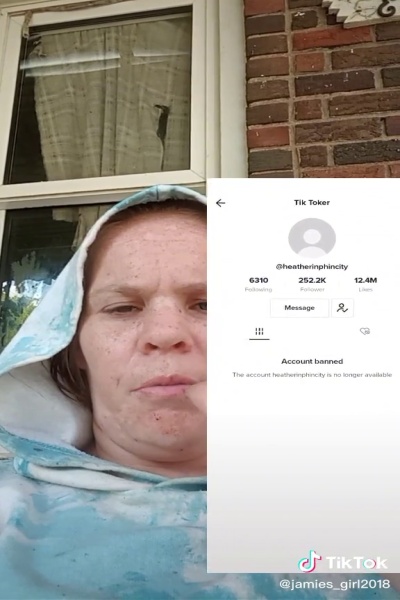 Tik Toker
@heatherinphincity
6310 252.2K 12.4M
Following Follower Likes
Message
Account banned
The account heatherinphincity is no longer available
TikTok
@jamies_girl2018